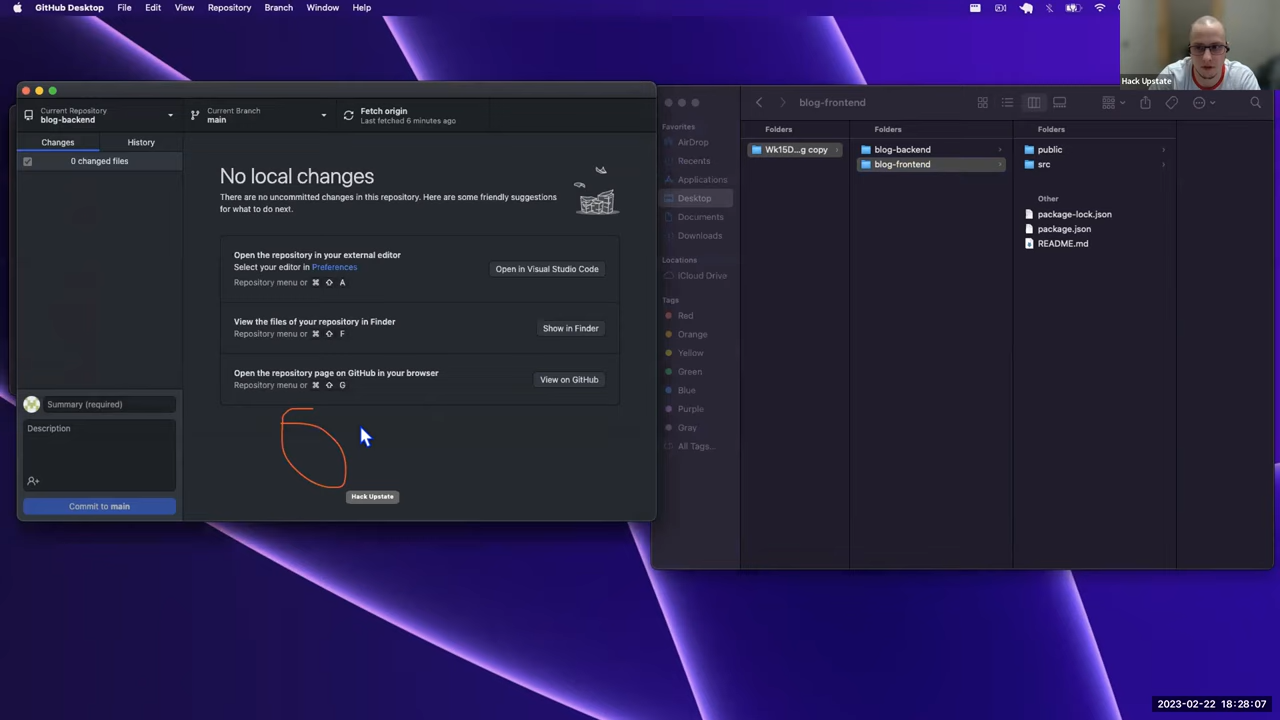 GitHub Desktop File Edit View Repository Branch Window Help
Hack Upstate
Current Repository
blog-backend
Current Branch
main
Fetch origin
Last fetched 6 minutes ago
Changes
History
0 changed files
No local changes
There are no uncommitted changes in this repository. Here are some friendly suggestions
for what to do next.
Open the repository in your external editor
Select your editor in Preferences
Repository menu or ⌘ ⇧ A
Open in Visual Studio Code
View the files of your repository in Finder
Repository menu or ⌘ ⇧ F
Show in Finder
Open the repository page on GitHub in your browser
Repository menu or ⌘ ⇧ G
View on GitHub
Summary (required)
Description
Commit to main
Hack Upstate
blog-frontend
Favorites
AirDrop
Recents
Applications
Desktop
Documents
Downloads
Locations
iCloud Drive
Tags
Red
Orange
Yellow
Green
Blue
Purple
Gray
All Tags...
Folders
Wk15D...g copy
Folders
blog-backend
blog-frontend
Folders
public
src
Other
package-lock.json
package.json
README.md
2023-02-22 18:28:07